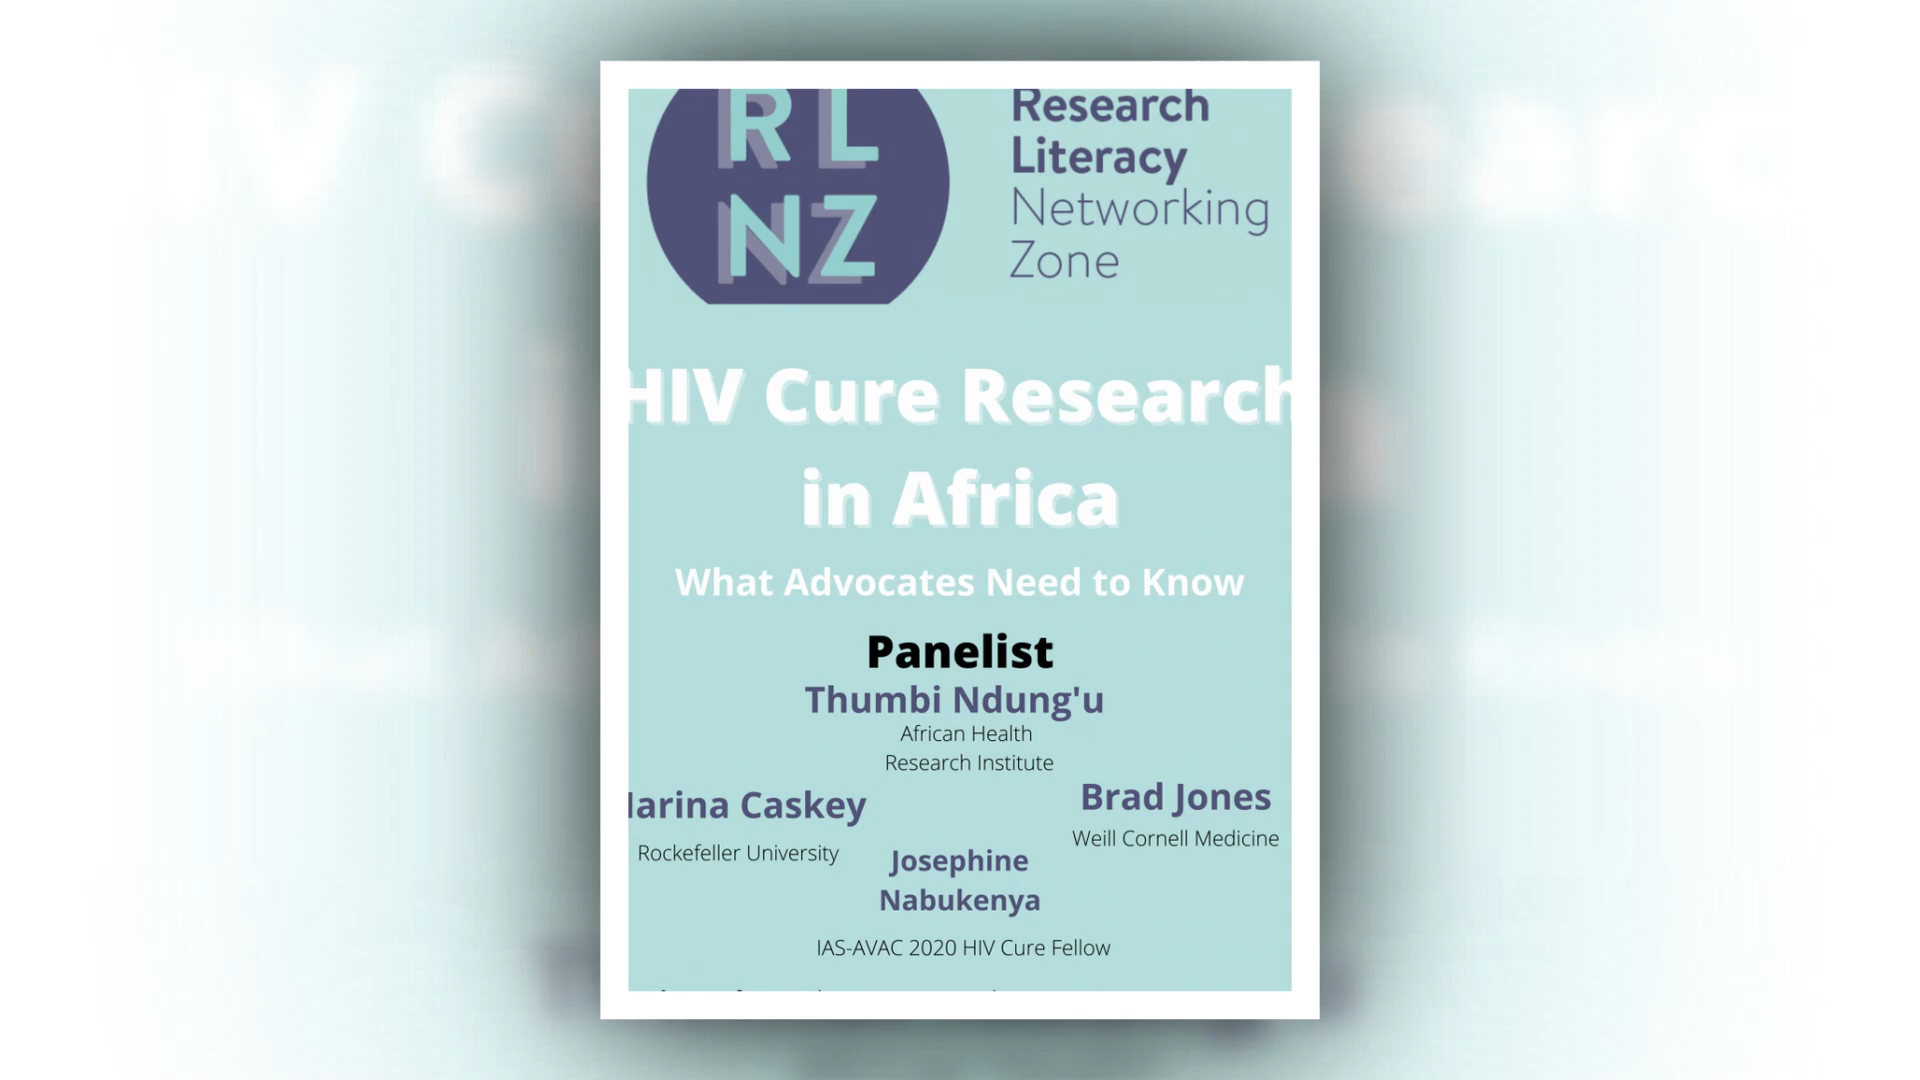 R L
NZ
Research
Literacy
Networking
Zone
HIV Cure Research
in Africa
What Advocates Need to Know
Panelist
Thumbi Ndung'u
African Health
Research Institute
Marina Caskey
Rockefeller University
Brad Jones
Weill Cornell Medicine
Josephine
Nabukenya
IAS-AVAC 2020 HIV Cure Fellow